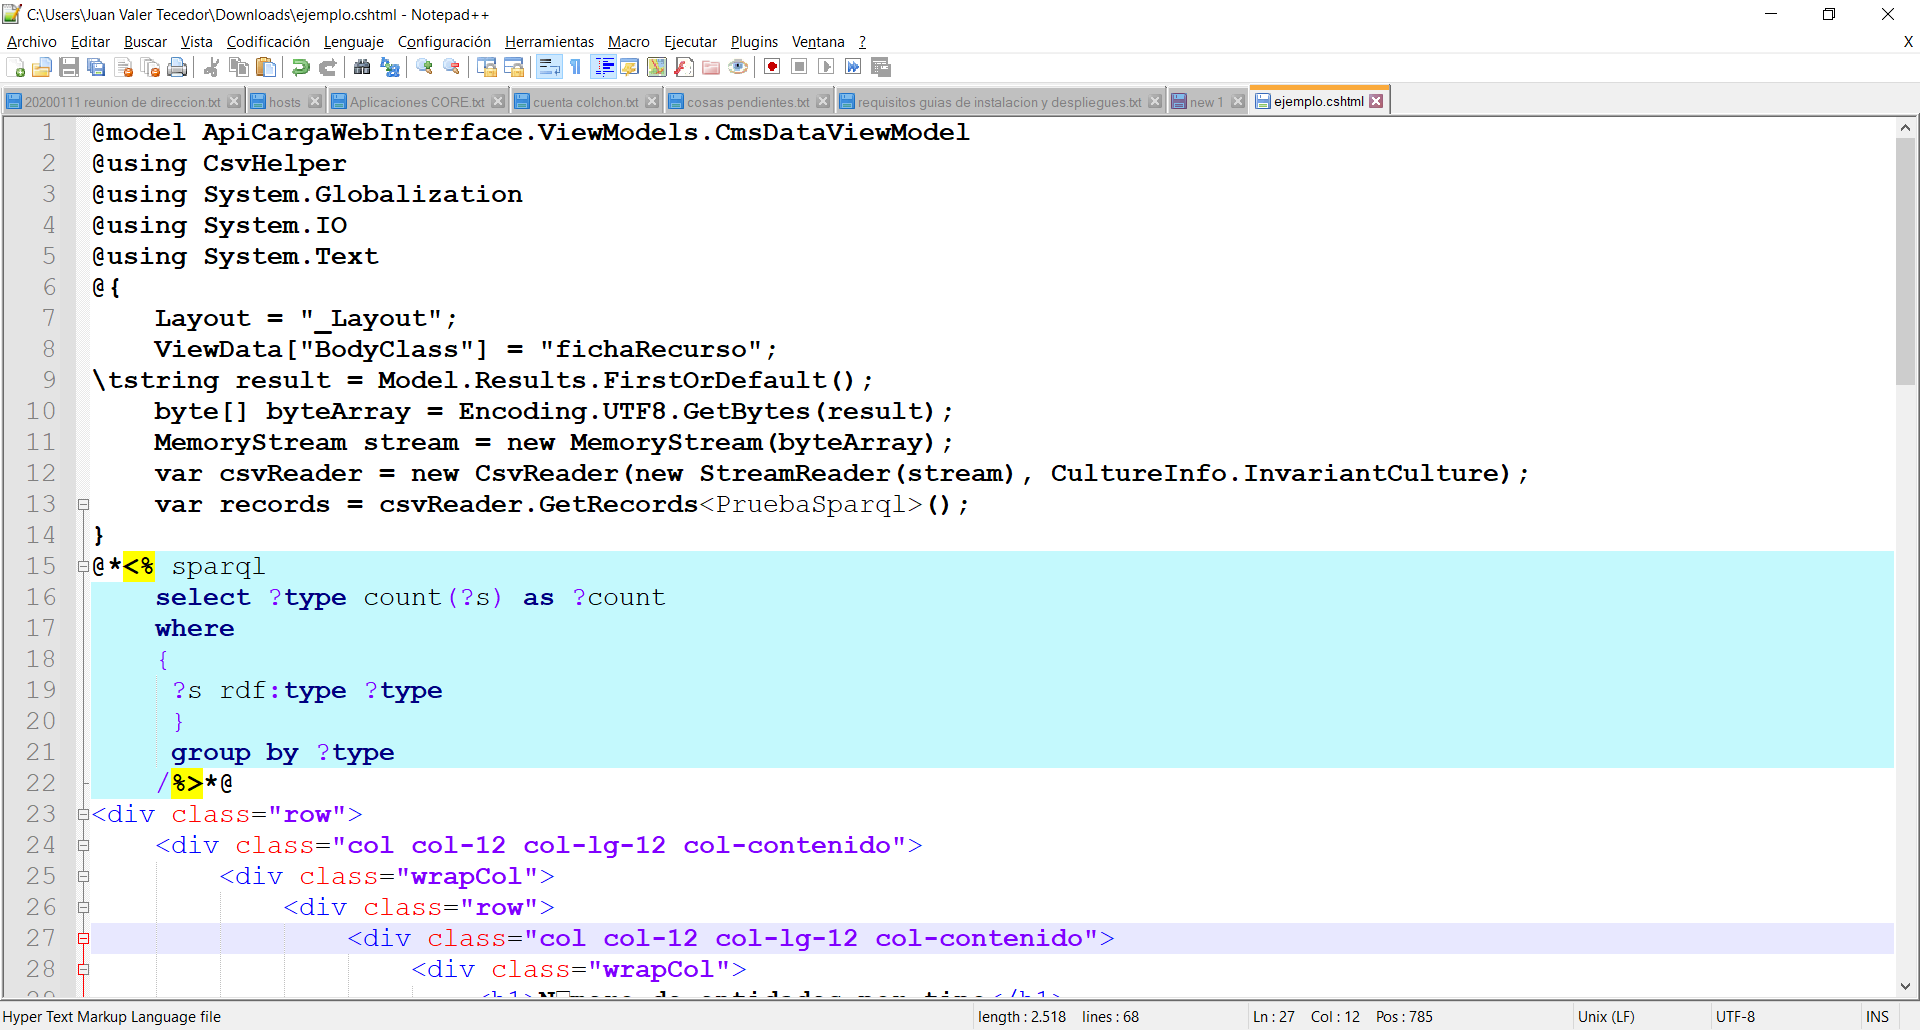 C:\Users\Juan Valer Tecedor\Downloads\ejemplo.cshtml - Notepad++
Archivo Editar Buscar Vista Codificación Lenguaje Configuración Herramientas Macro Ejecutar Plugins Ventana ? X
20200111 reunion de direccion.txt hosts Aplicaciones CORE.txt cuenta colchon.txt cosas pendientes.txt requisitos guias de instalacion y despliegues.txt new 1 ejemplo.cshtml
1 @model ApiCargaWebInterface.ViewModels.CmsDataViewModel
2 @using CsvHelper
3 @using System.Globalization
4 @using System.IO
5 @using System.Text
6 @{
7 Layout = "_Layout";
8 ViewData["BodyClass"] = "fichaRecurso";
9 \tstring result = Model.Results.FirstOrDefault();
10 byte[] byteArray = Encoding.UTF8.GetBytes(result);
11 MemoryStream stream = new MemoryStream(byteArray);
12 var csvReader = new CsvReader(new StreamReader(stream), CultureInfo.InvariantCulture);
13 var records = csvReader.GetRecords<PruebaSparql>();
14 }
15 @*<% sparql
16 select ?type count(?s) as ?count
17 where
18 {
19 ?s rdf:type ?type
20 }
21 group by ?type
22 /%>*@
23 <div class="row">
24 <div class="col col-12 col-lg-12 col-contenido">
25 <div class="wrapCol">
26 <div class="row">
27 <div class="col col-12 col-lg-12 col-contenido">
28 <div class="wrapCol">
Hyper Text Markup Language file length : 2.518 lines : 68 Ln : 27 Col : 12 Pos : 785 Unix (LF) UTF-8 INS